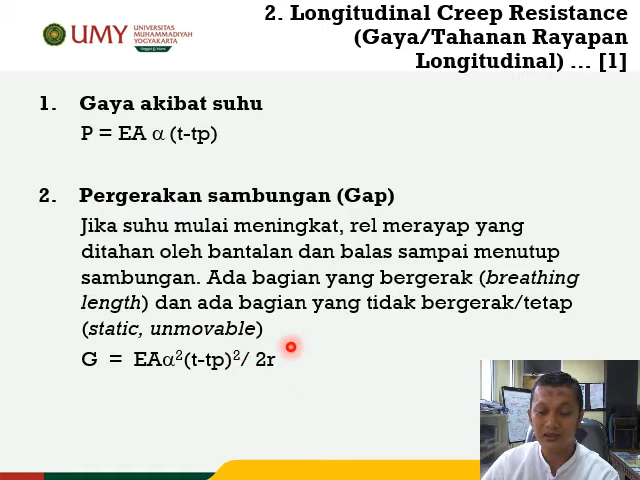 UMY
UNIVERSITAS
MUHAMMADIYAH
YOGYAKARTA
2. Longitudinal Creep Resistance
(Gaya/Tahanan Rayapan
Longitudinal) ... [1]
1. Gaya akibat suhu
P = EA α (t-tp)
2. Pergerakan sambungan (Gap)
Jika suhu mulai meningkat, rel merayap yang
ditahan oleh bantalan dan balas sampai menutup
sambungan. Ada bagian yang bergerak (breathing
length) dan ada bagian yang tidak bergerak/tetap
(static, unmovable)
G = EAα²(t-tp)²/ 2r